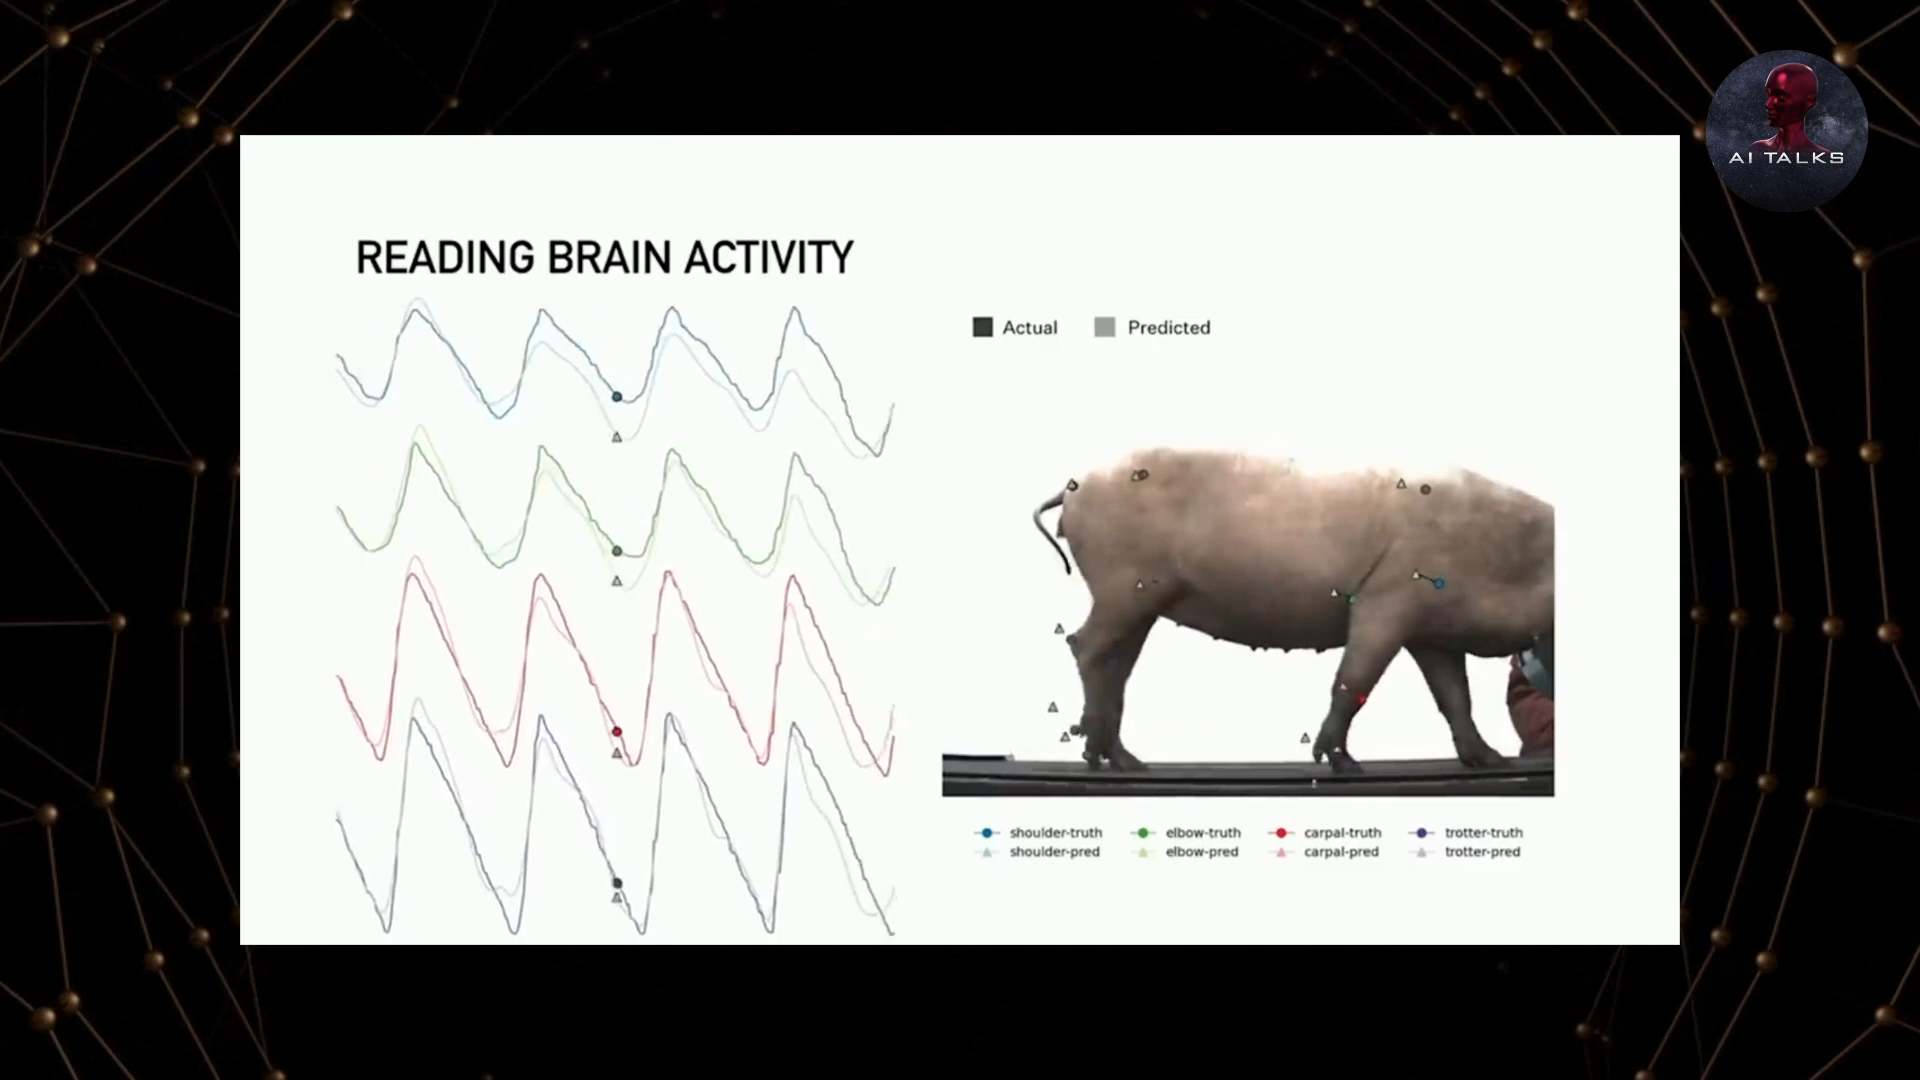 AI TALKS
READING BRAIN ACTIVITY
Actual Predicted
shoulder-truth elbow-truth carpal-truth trotter-truth
shoulder-pred elbow-pred carpal-pred trotter-pred